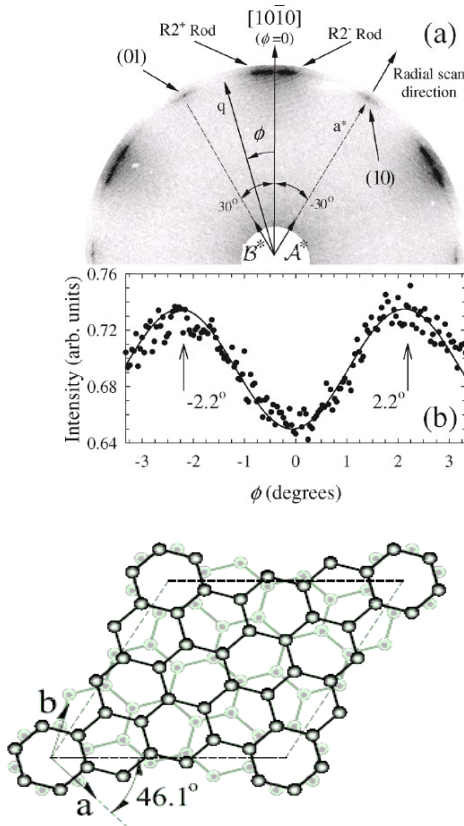 [101̄0]
R2⁺ Rod
(ϕ=0)
R2⁻ Rod
(a)
(0l)
Radial scan
direction
q
a*
ϕ
(10)
30°
-30°
B*
A*
0.76
0.72
0.68
0.64
Intensity (arb. units)
-2.2°
2.2°
(b)
-3
-2
-1
0
1
2
3
ϕ (degrees)
b
a
46.1°